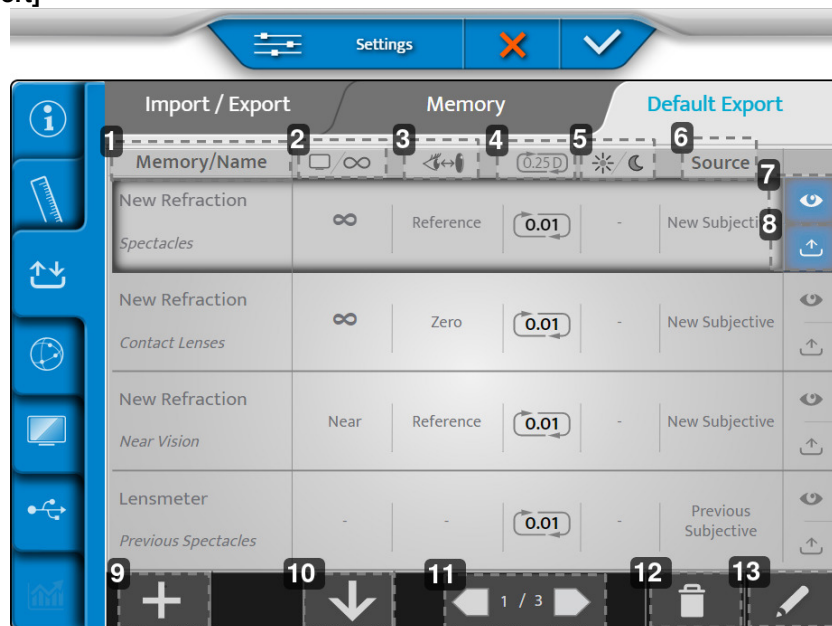 ort]
Settings
Import / Export
Memory
Default Export
1
2
3
4
5
6
Memory/Name
∞
0.25 D
Source
7
New Refraction
Spectacles
∞
Reference
0.01
-
New Subjecti
8
New Refraction
Contact Lenses
∞
Zero
0.01
-
New Subjective
New Refraction
Near Vision
Near
Reference
0.01
-
New Subjective
Lensmeter
Previous Spectacles
-
-
0.01
-
Previous
Subjective
9
10
11
12
13
1 / 3